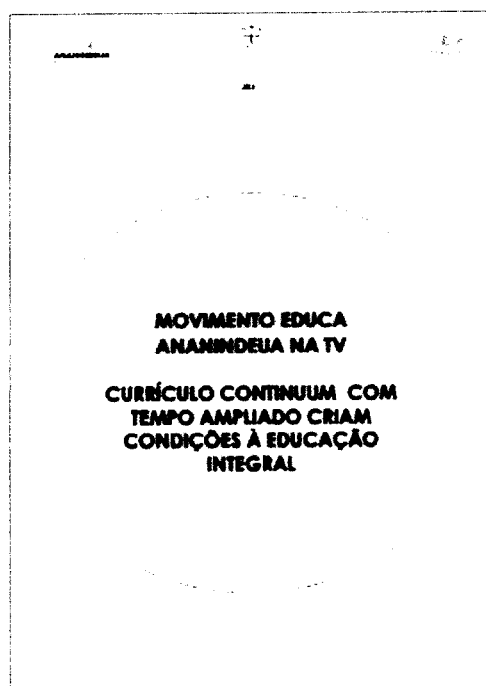 MOVIMENTO EDUCA
ANANINDEUA NA TV
CURRÍCULO CONTINUUM COM
TEMPO AMPLIADO CRIAM
CONDIÇÕES À EDUCAÇÃO
INTEGRAL